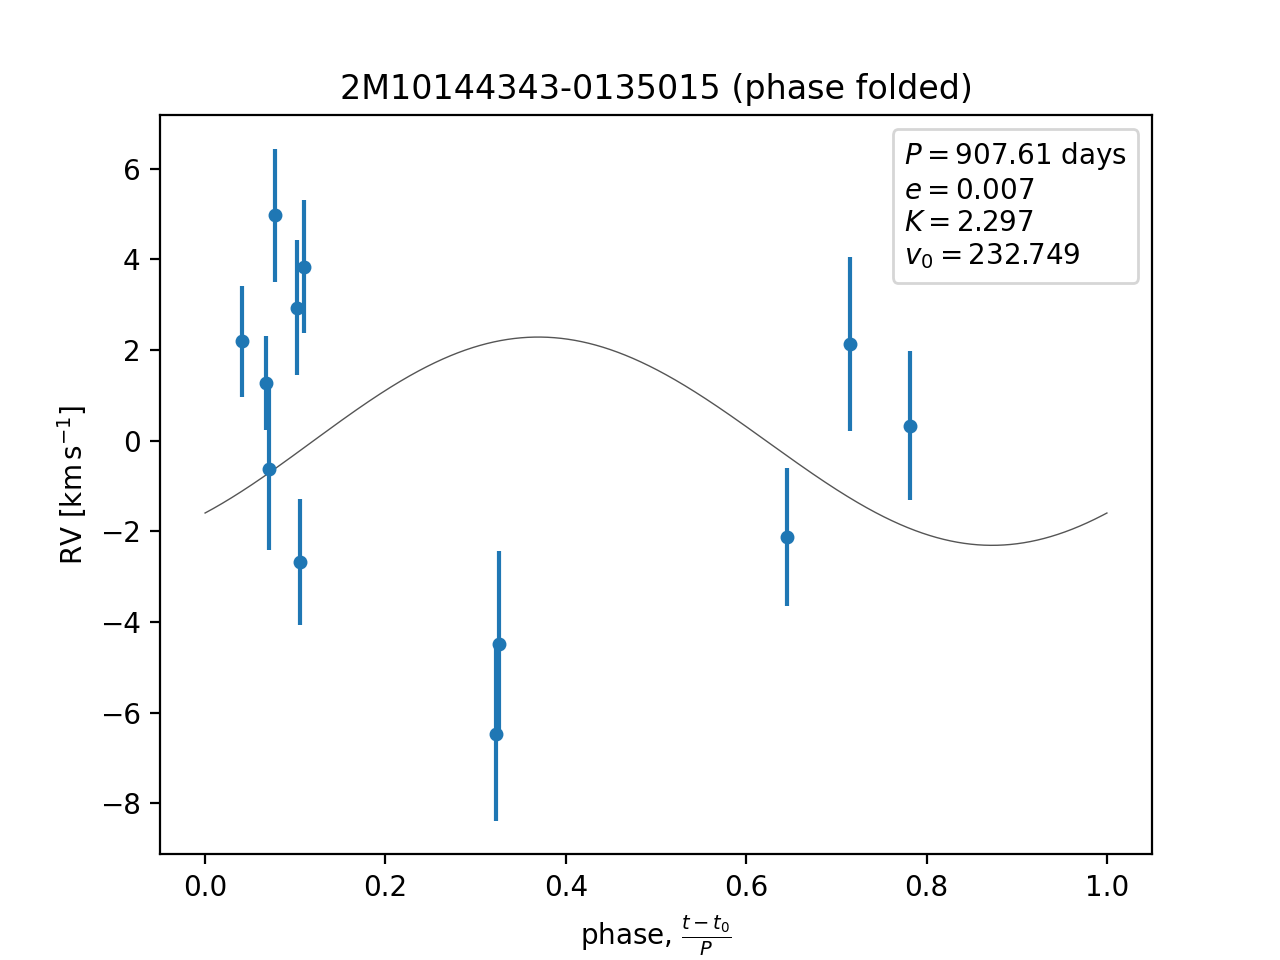 2M10144343-0135015 (phase folded)
P = 907.61 days
e = 0.007
K = 2.297
v₀ = 232.749
RV [km s⁻¹]
6
4
2
0
−2
−4
−6
−8
0.0 0.2 0.4 0.6 0.8 1.0
phase, (t − t₀)/P